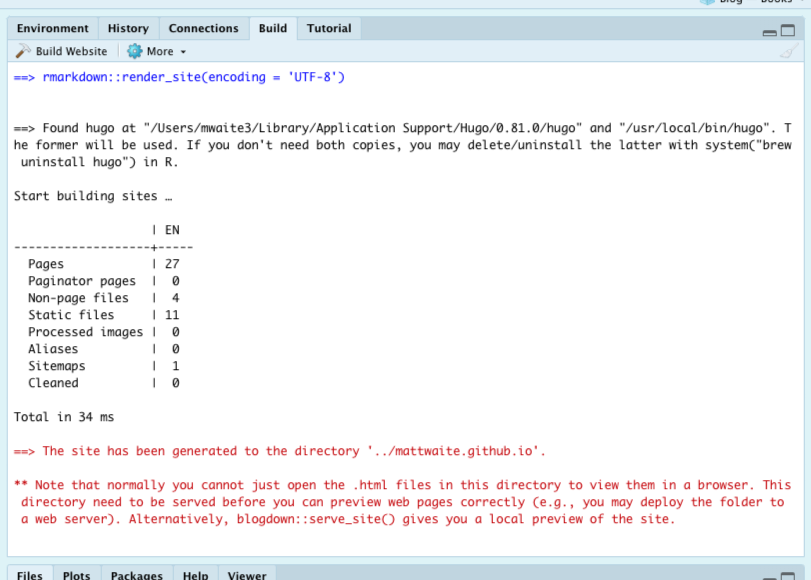 Blog Books
Environment History Connections Build Tutorial
Build Website More
==> rmarkdown::render_site(encoding = 'UTF-8')
==> Found hugo at "/Users/mwaite3/Library/Application Support/Hugo/0.81.0/hugo" and "/usr/local/bin/hugo". T
he former will be used. If you don't need both copies, you may delete/uninstall the latter with system("brew
uninstall hugo") in R.
Start building sites …
| EN
-------------------+-----
Pages | 27
Paginator pages | 0
Non-page files | 4
Static files | 11
Processed images | 0
Aliases | 0
Sitemaps | 1
Cleaned | 0
Total in 34 ms
==> The site has been generated to the directory '../mattwaite.github.io'.
** Note that normally you cannot just open the .html files in this directory to view them in a browser. This
directory need to be served before you can preview web pages correctly (e.g., you may deploy the folder to
a web server). Alternatively, blogdown::serve_site() gives you a local preview of the site.
Files Plots Packages Help Viewer